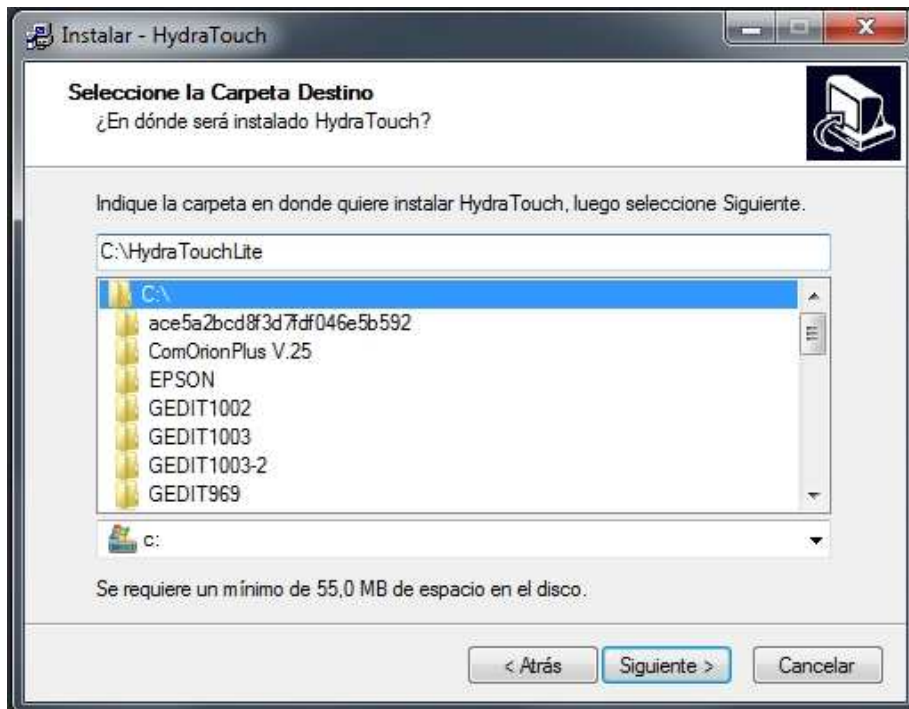 Instalar - HydraTouch
Seleccione la Carpeta Destino
¿En dónde será instalado HydraTouch?
Indique la carpeta en donde quiere instalar HydraTouch, luego seleccione Siguiente.
C:\HydraTouchLite
C:\
ace5a2bcd8f3d7fdf046e5b592
ComOrionPlus V.25
EPSON
GEDIT1002
GEDIT1003
GEDIT1003-2
GEDIT969
c:
Se requiere un mínimo de 55,0 MB de espacio en el disco.
< Atrás Siguiente > Cancelar